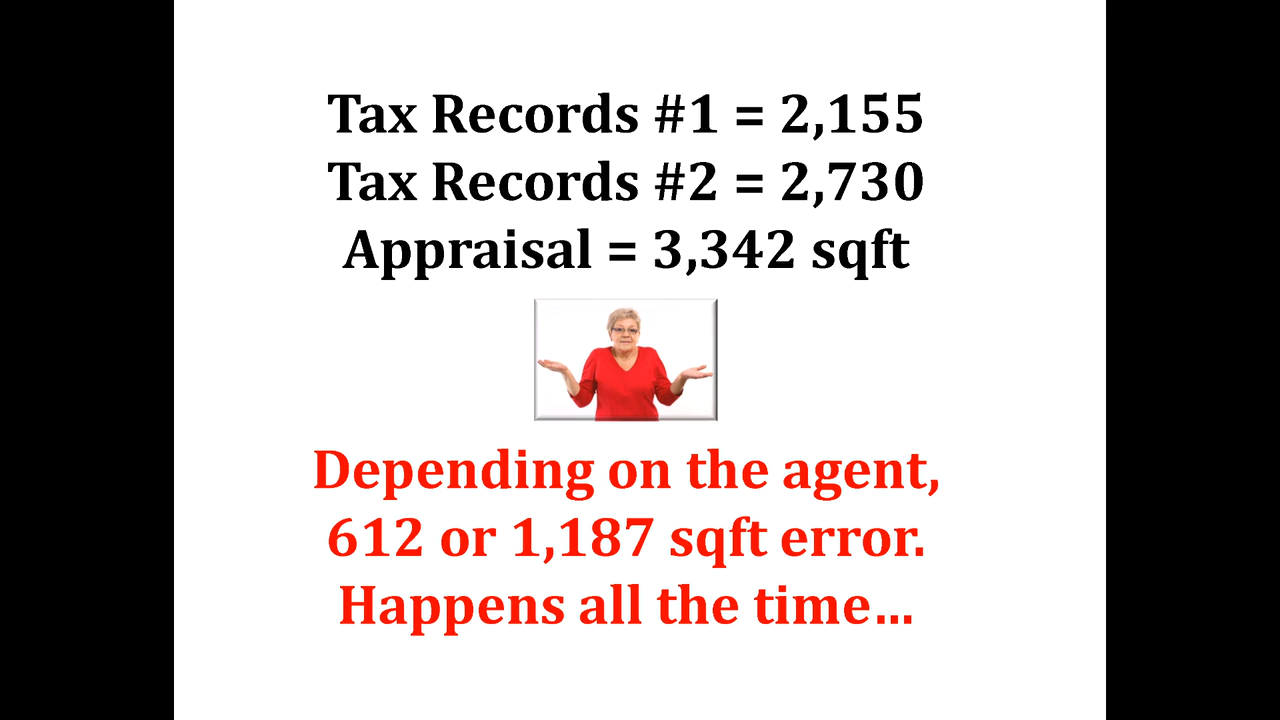 Tax Records #1 = 2,155
Tax Records #2 = 2,730
Appraisal = 3,342 sqft
Depending on the agent,
612 or 1,187 sqft error.
Happens all the time...